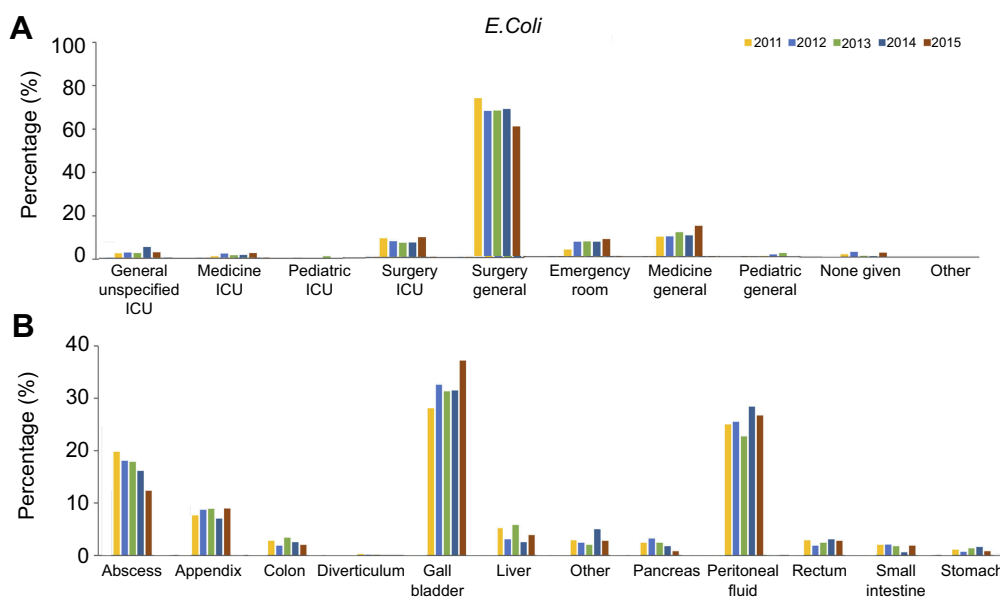 A
E.Coli
2011 2012 2013 2014 2015
Percentage (%)
100
80
60
40
20
0
General unspecified ICU
Medicine ICU
Pediatric ICU
Surgery ICU
Surgery general
Emergency room
Medicine general
Pediatric general
None given
Other
B
Percentage (%)
40
30
20
10
0
Abscess
Appendix
Colon
Diverticulum
Gall bladder
Liver
Other
Pancreas
Peritoneal fluid
Rectum
Small intestine
Stomach